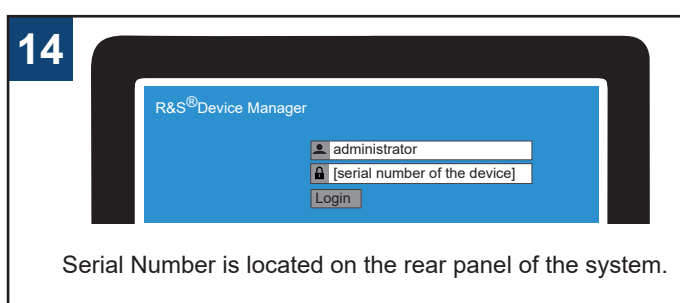 14
R&S®Device Manager
administrator
[serial number of the device]
Login
Serial Number is located on the rear panel of the system.